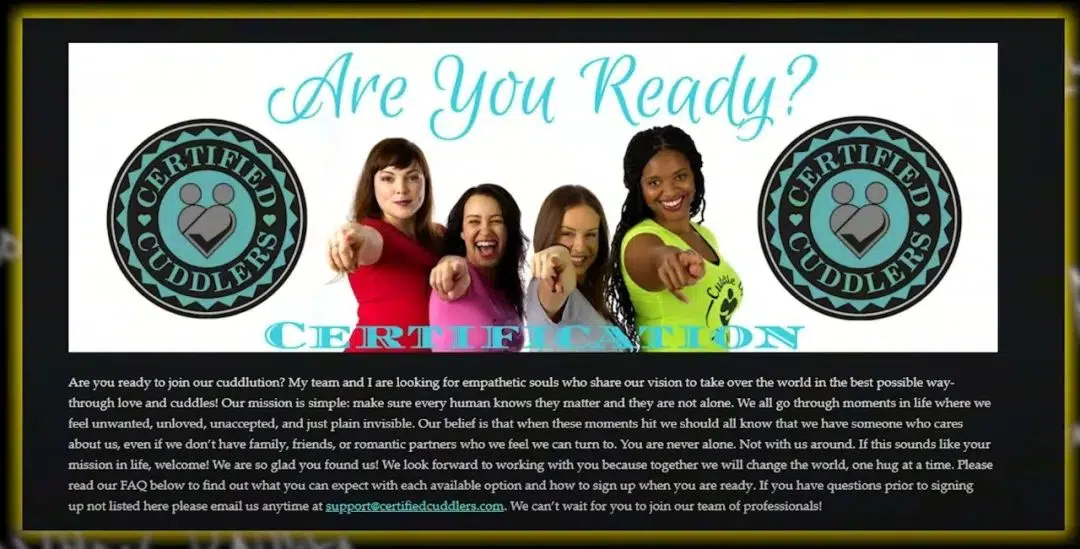 Are You Ready?
CERTIFIED
CUDDLERS
CERTIFIED
CUDDLERS
CERTIFICATION
Are you ready to join our cuddlution? My team and I are looking for empathetic souls who share our vision to take over the world in the best possible way-
through love and cuddles! Our mission is simple: make sure every human knows they matter and they are not alone. We all go through moments in life where we
feel unwanted, unloved, unaccepted, and just plain invisible. Our belief is that when these moments hit we should all know that we have someone who cares
about us, even if we don't have family, friends, or romantic partners who we feel we can turn to. You are never alone. Not with us around. If this sounds like your
mission in life, welcome! We are so glad you found us! We look forward to working with you because together we will change the world, one hug at a time. Please
read our FAQ below to find out what you can expect with each available option and how to sign up when you are ready. If you have questions prior to signing
up not listed here please email us anytime at support@certifiedcuddlers.com. We can't wait for you to join our team of professionals!